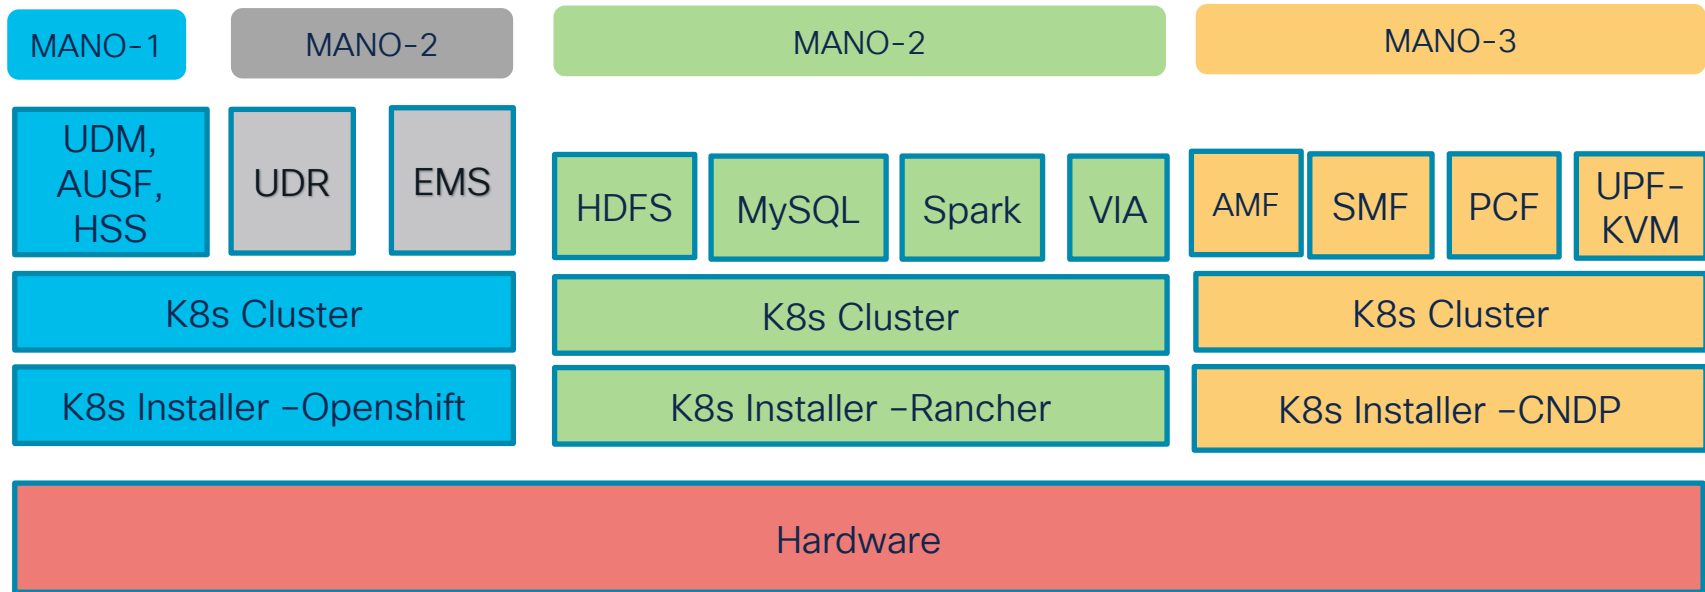 MANO-1
MANO-2
MANO-2
MANO-3
UDM,
AUSF,
HSS
UDR
EMS
HDFS
MySQL
Spark
VIA
AMF
SMF
PCF
UPF-
KVM
K8s Cluster
K8s Cluster
K8s Cluster
K8s Installer –Openshift
K8s Installer –Rancher
K8s Installer –CNDP
Hardware